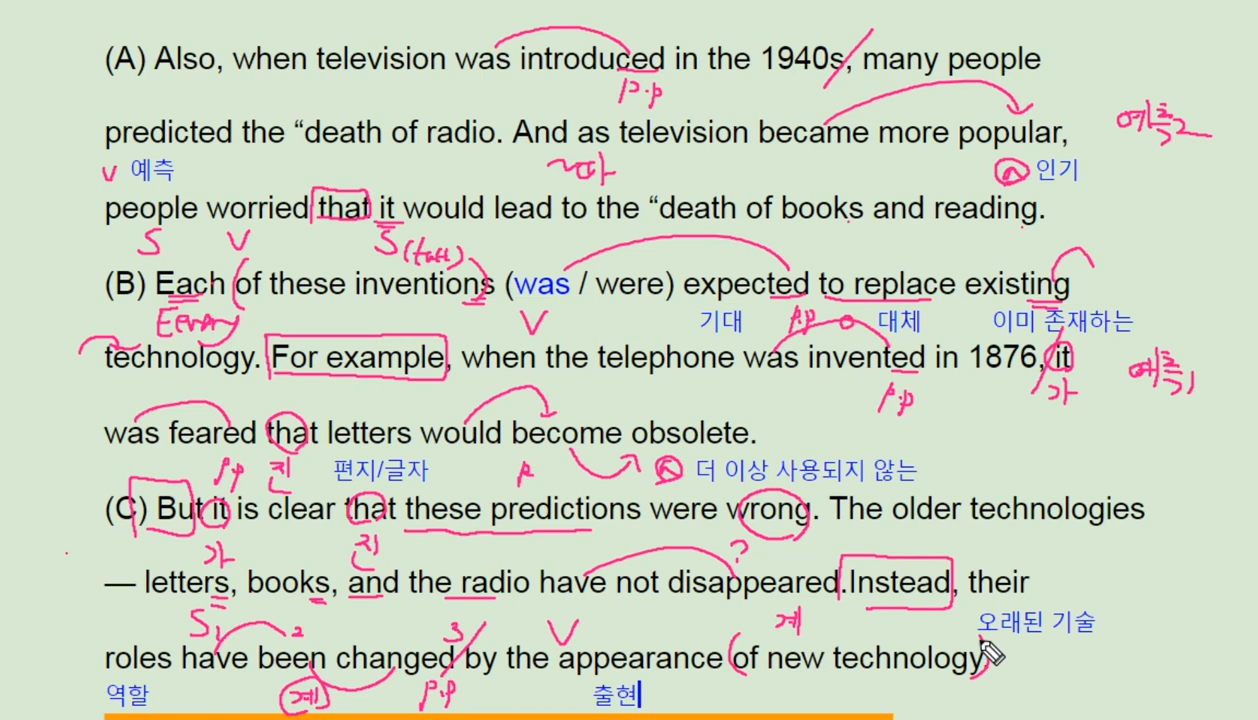 (A) Also, when television was introduced in the 1940s, many people
p.p
predicted the “death of radio. And as television became more popular,
예측2
v 예측 ~따 ⓐ 인기
people worried that it would lead to the “death of books and reading.
S V S
(B) Each of these inventions (was / were) expected to replace existing
Every V 기대 p.p 대체 이미 존재하는
technology. For example, when the telephone was invented in 1876, it
예측1
p.p 가
was feared that letters would become obsolete.
p.p 진 편지/글자 ⓐ 더 이상 사용되지 않는
(C) But it is clear that these predictions were wrong. The older technologies
가 진 ?
— letters, books, and the radio have not disappeared.Instead, their
S 1 2 3 V 계 오래된 기술
roles have been changed by the appearance of new technology)
역할 계 p.p 출현